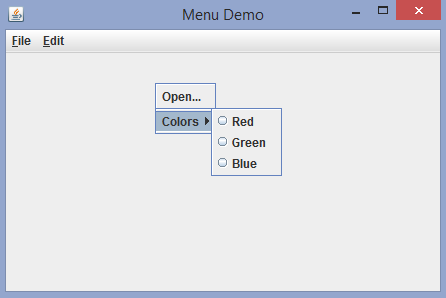 Menu Demo
File Edit
Open...
Colors
Red
Green
Blue